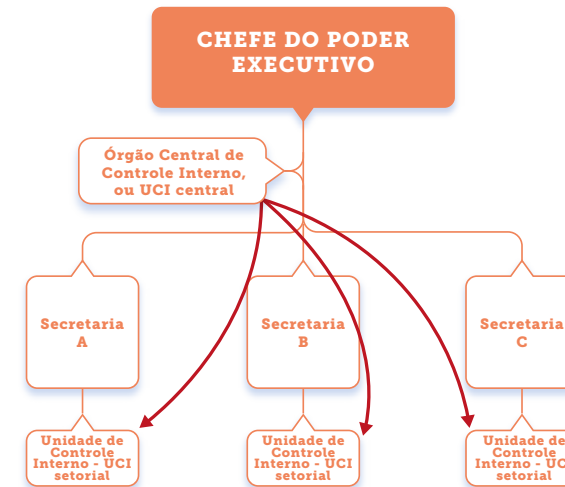 CHEFE DO PODER
EXECUTIVO
Órgão Central de
Controle Interno,
ou UCI central
Secretaria
A
Secretaria
B
Secretaria
C
Unidade de
Controle
Interno - UCI
setorial
Unidade de
Controle
Interno - UCI
setorial
Unidade de
Controle
Interno - UCI
setorial